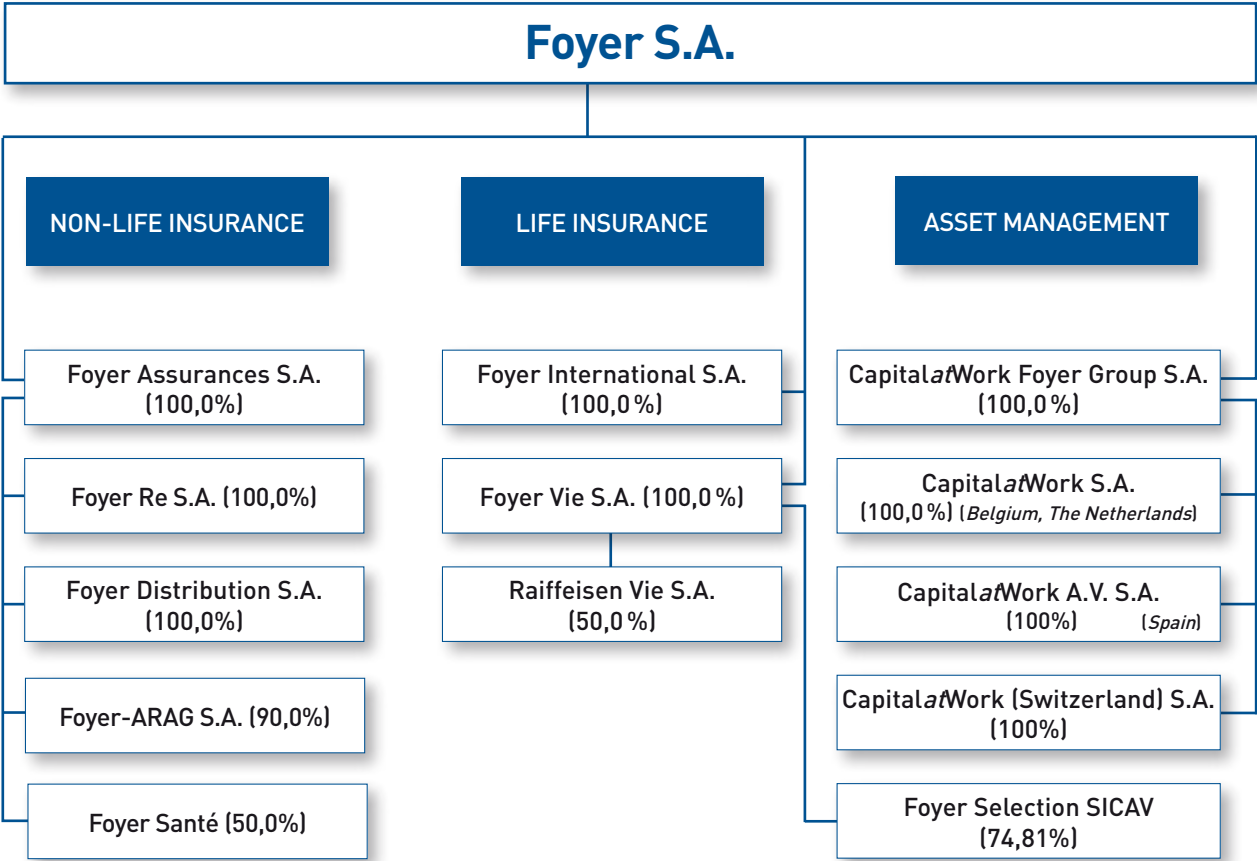 Foyer S.A.
NON-LIFE INSURANCE
Foyer Assurances S.A.
(100,0%)
Foyer Re S.A. (100,0%)
Foyer Distribution S.A.
(100,0%)
Foyer-ARAG S.A. (90,0%)
Foyer Santé (50,0%)
LIFE INSURANCE
Foyer International S.A.
(100,0%)
Foyer Vie S.A. (100,0%)
Raiffeisen Vie S.A.
(50,0%)
ASSET MANAGEMENT
CapitalatWork Foyer Group S.A.
(100,0%)
CapitalatWork S.A.
(100,0%) (Belgium, The Netherlands)
CapitalatWork A.V. S.A.
(100%) (Spain)
CapitalatWork (Switzerland) S.A.
(100%)
Foyer Selection SICAV
(74,81%)